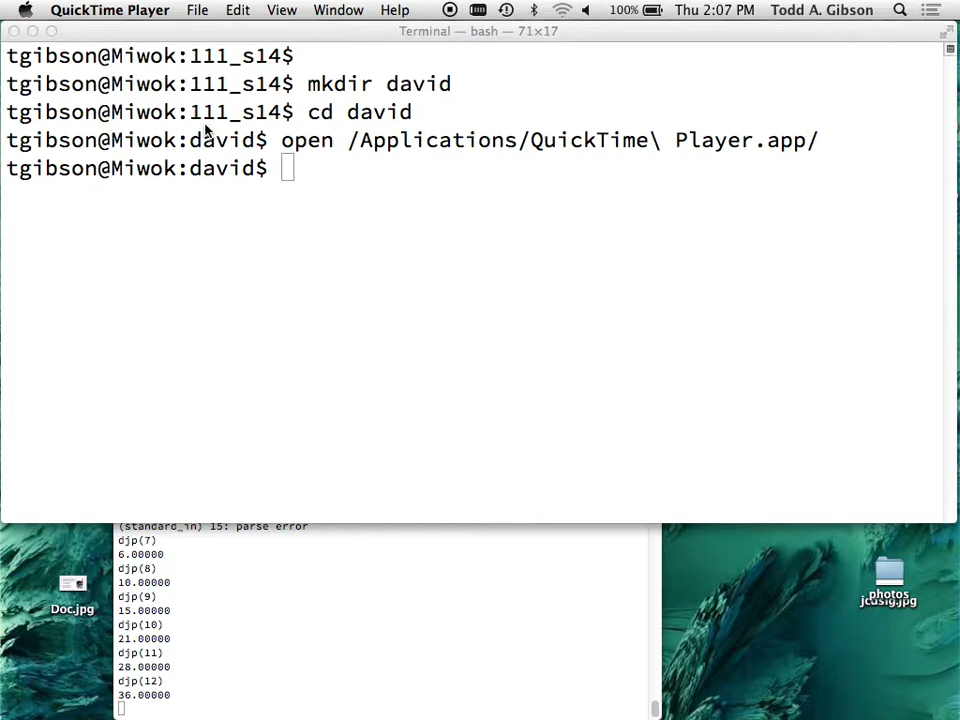 QuickTime Player File Edit View Window Help 100% Thu 2:07 PM Todd A. Gibson
Terminal — bash — 71×17
tgibson@Miwok:111_s14$
tgibson@Miwok:111_s14$ mkdir david
tgibson@Miwok:111_s14$ cd david
tgibson@Miwok:david$ open /Applications/QuickTime\ Player.app/
tgibson@Miwok:david$
(standard_in) 15: parse error
djp(7)
6.00000
djp(8)
10.00000
djp(9)
15.00000
djp(10)
21.00000
djp(11)
28.00000
djp(12)
36.00000
Doc.jpg
photos
jcusig.jpg